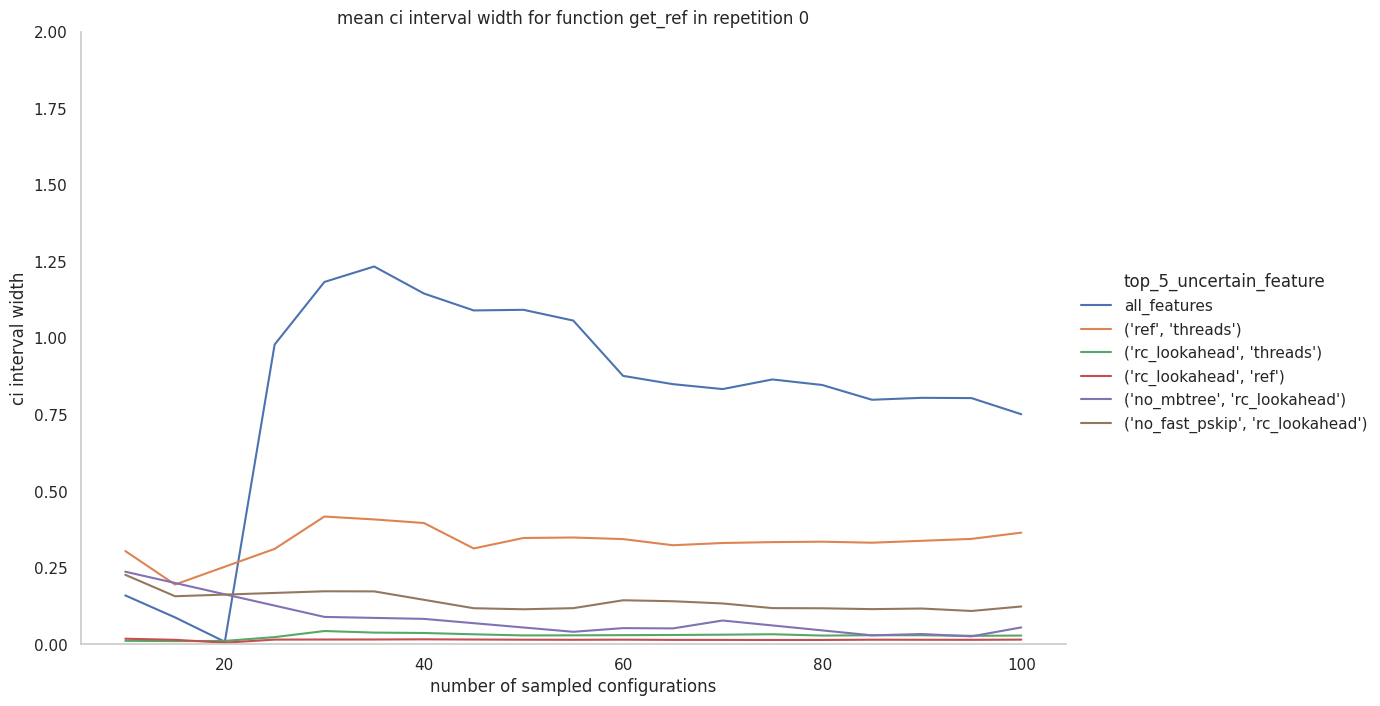 mean ci interval width for function get_ref in repetition 0
2.00
1.75
1.50
1.25
1.00
0.75
0.50
0.25
0.00
ci interval width
20 40 60 80 100
number of sampled configurations
top_5_uncertain_feature
all_features
('ref', 'threads')
('rc_lookahead', 'threads')
('rc_lookahead', 'ref')
('no_mbtree', 'rc_lookahead')
('no_fast_pskip', 'rc_lookahead')